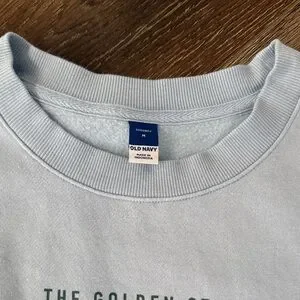 M
OLD NAVY
MADE IN
INDONESIA
THE GOLDEN